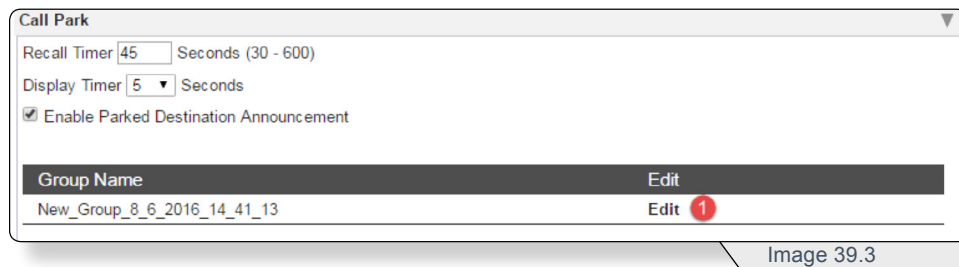 Call Park
Recall Timer 45 Seconds (30 - 600)
Display Timer 5 Seconds
Enable Parked Destination Announcement
Group Name Edit
New_Group_8_6_2016_14_41_13 Edit 1
Image 39.3